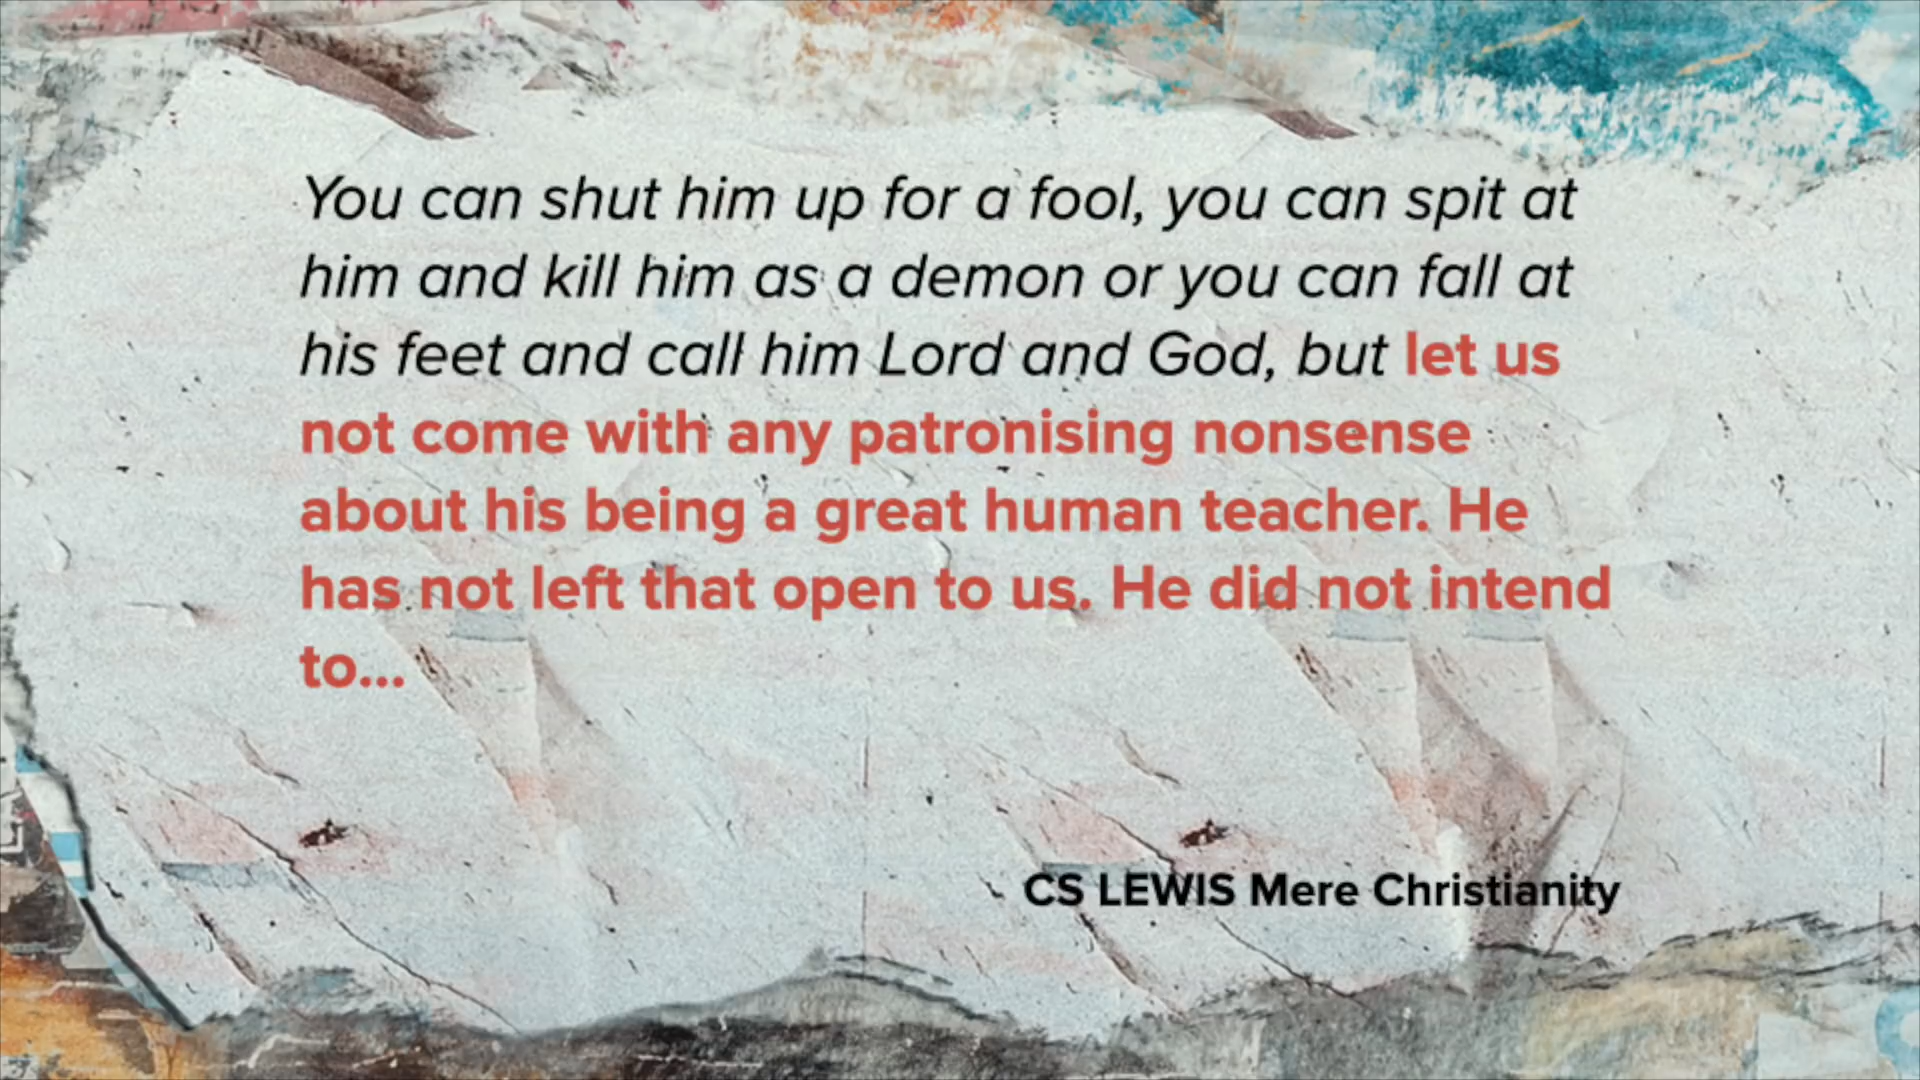 You can shut him up for a fool, you can spit at
him and kill him as a demon or you can fall at
his feet and call him Lord and God, but let us
not come with any patronising nonsense
about his being a great human teacher. He
has not left that open to us. He did not intend
to...
CS LEWIS Mere Christianity